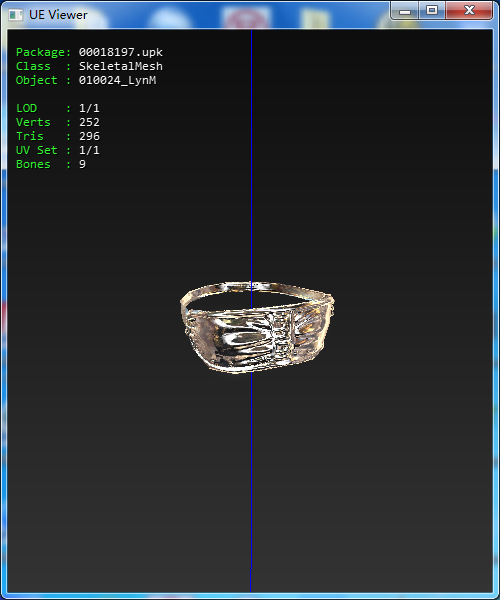 UE Viewer
Package: 00018197.upk
Class : SkeletalMesh
Object : 010024_LynM
LOD : 1/1
Verts : 252
Tris : 296
UV Set : 1/1
Bones : 9